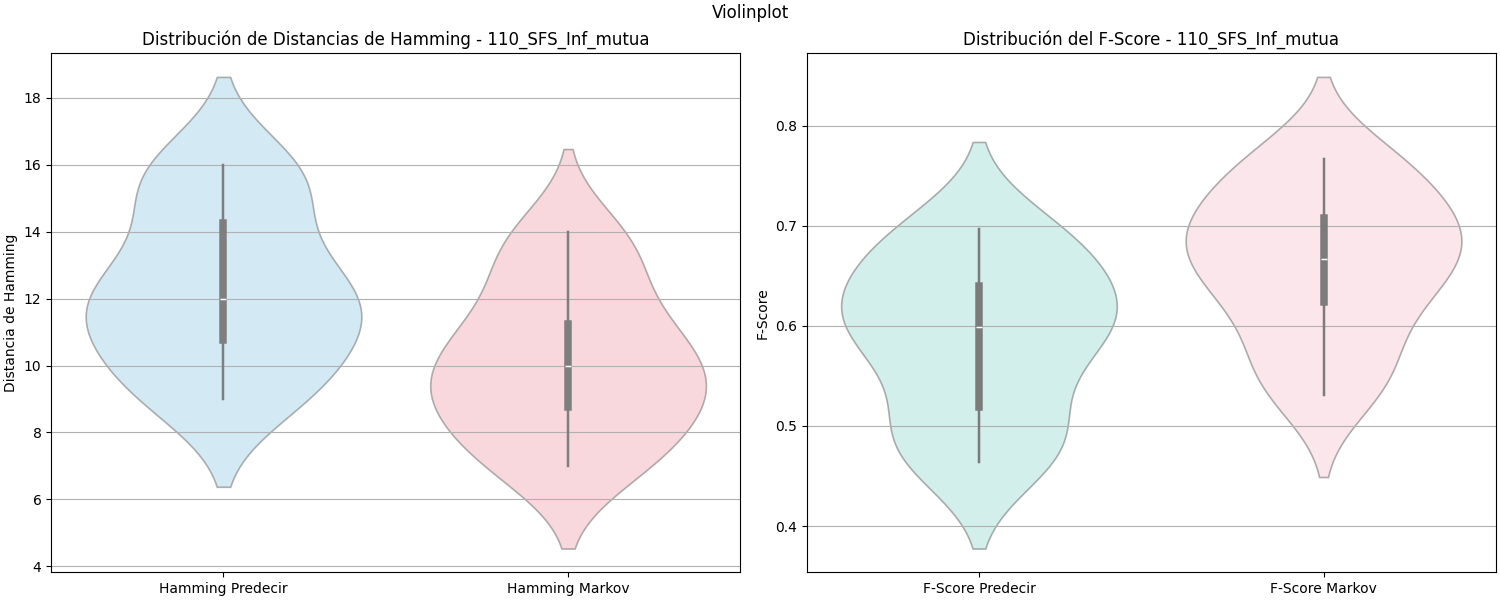 Violinplot
Distribución de Distancias de Hamming - 110_SFS_Inf_mutua
Distancia de Hamming
18
16
14
12
10
8
6
4
Hamming Predecir
Hamming Markov
Distribución del F-Score - 110_SFS_Inf_mutua
F-Score
0.8
0.7
0.6
0.5
0.4
F-Score Predecir
F-Score Markov